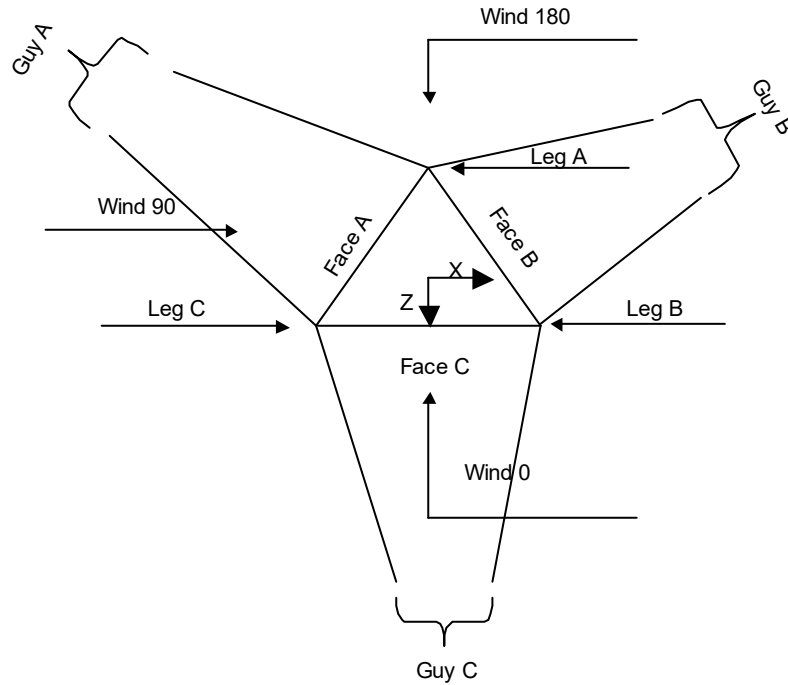 Wind 180
Guy A
Guy B
Leg A
Wind 90
Face A
Face B
X
Z
Leg C
Leg B
Face C
Wind 0
Guy C